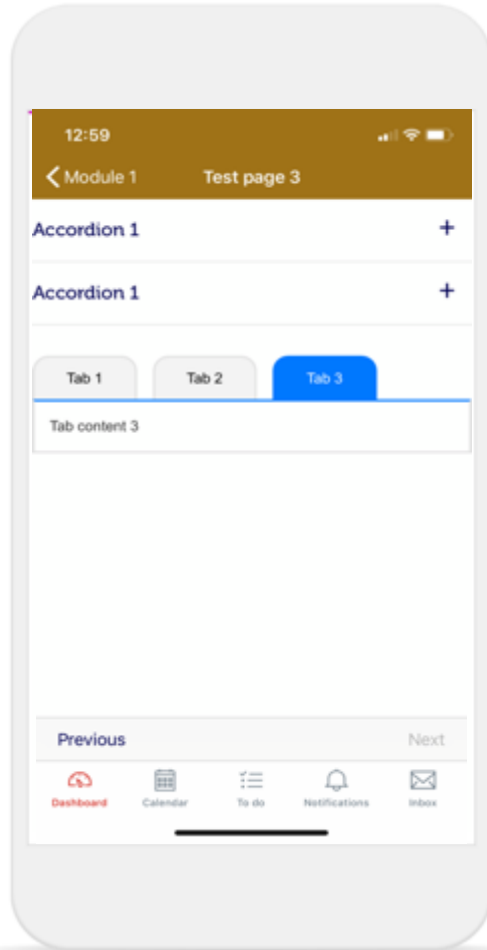 12:59
Module 1 Test page 3
Accordion 1 +
Accordion 1 +
Tab 1 Tab 2 Tab 3
Tab content 3
Previous Next
Dashboard Calendar To do Notifications Inbox